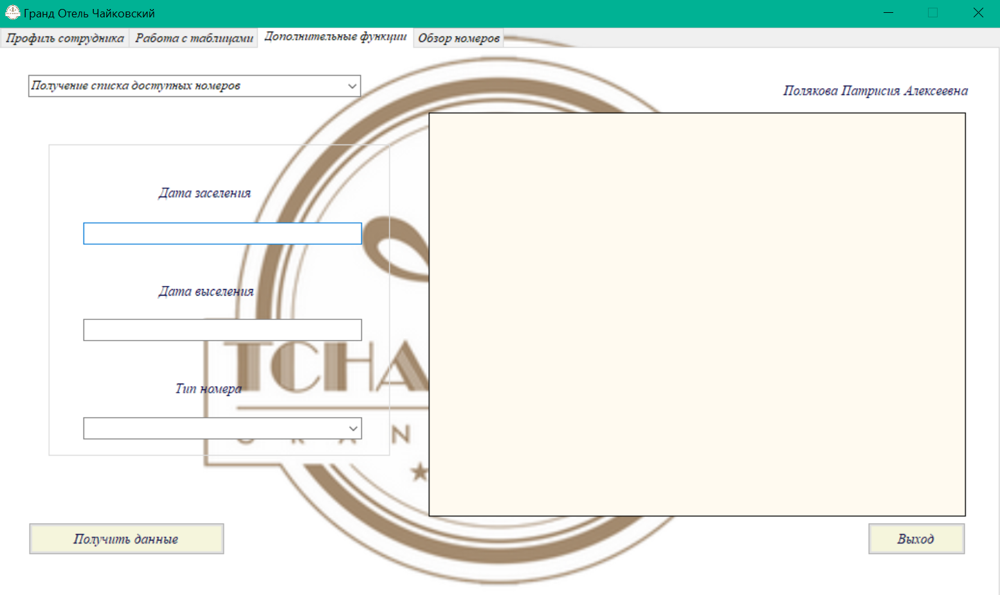 Гранд Отель Чайковский
Профиль сотрудника Работа с таблицами Дополнительные функции Обзор номеров
Получение списка доступных номеров
Полякова Патрисия Алексеевна
Дата заселения
Дата выселения
TCHA
Тип номера
N
Получить данные
Выход